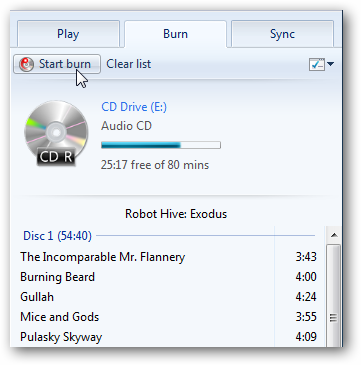 Play Burn Sync
Start burn Clear list
CD Drive (E:)
Audio CD
CD R
25:17 free of 80 mins
Robot Hive: Exodus
Disc 1 (54:40)
The Incomparable Mr. Flannery 3:43
Burning Beard 4:00
Gullah 4:24
Mice and Gods 3:55
Pulasky Skyway 4:09